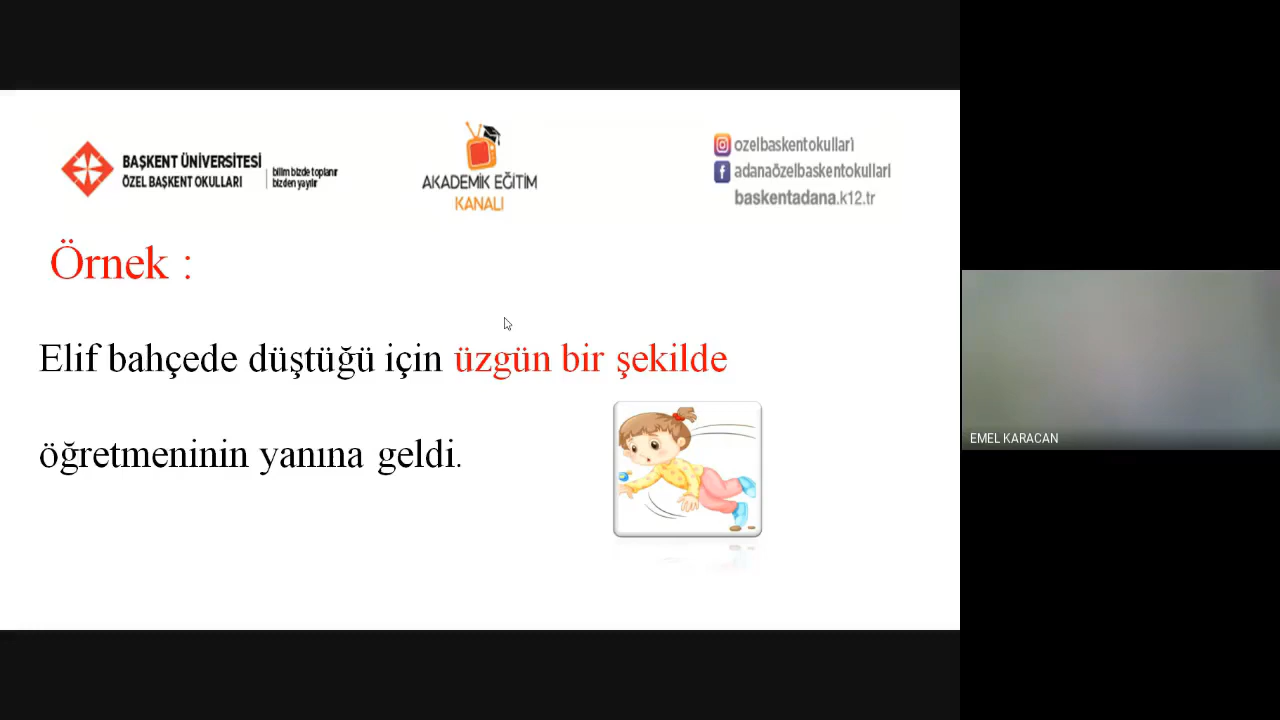 BAŞKENT ÜNİVERSİTESİ
ÖZEL BAŞKENT OKULLARI
bilim bizde toplanır
bizden yayılır
AKADEMİK EĞİTİM
KANALI
ozelbaskentokullarì
adanaözelbaskentokullari
baskentadana.k12.tr
Örnek :
Elif bahçede düştüğü için üzgün bir şekilde
öğretmeninin yanına geldi.
EMEL KARACAN